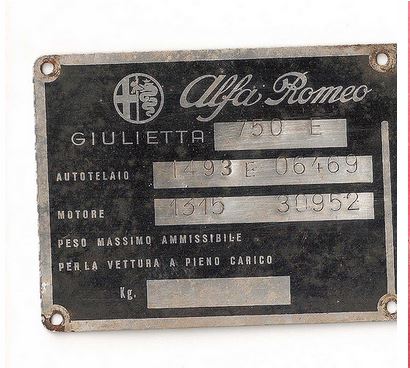 Alfa Romeo
GIULIETTA 750 E
AUTOTELAIO 1493 E 06469
MOTORE 1315 30952
PESO MASSIMO AMMISSIBILE
PER LA VETTURA A PIENO CARICO
Kg.